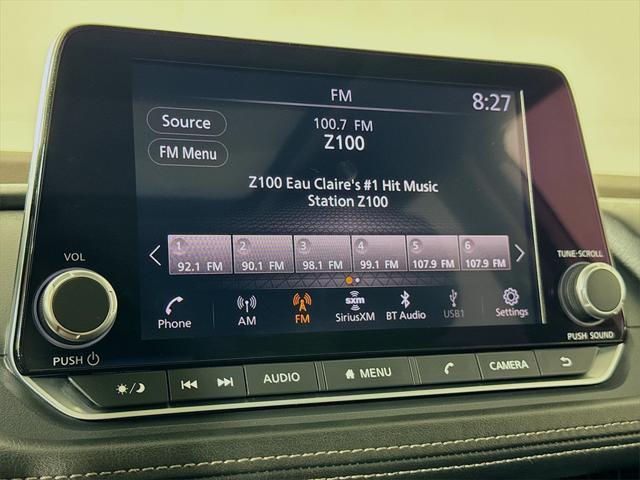 FM
8:27
Source
100.7 FM
Z100
FM Menu
Z100 Eau Claire's #1 Hit Music
Station Z100
1 2 3 4 5 6
92.1 FM 90.1 FM 98.1 FM 99.1 FM 107.9 FM 107.9 FM
VOL
TUNE·SCROLL
sxm
Phone AM FM SiriusXM BT Audio USB1 Settings
PUSH
PUSH SOUND
AUDIO MENU CAMERA